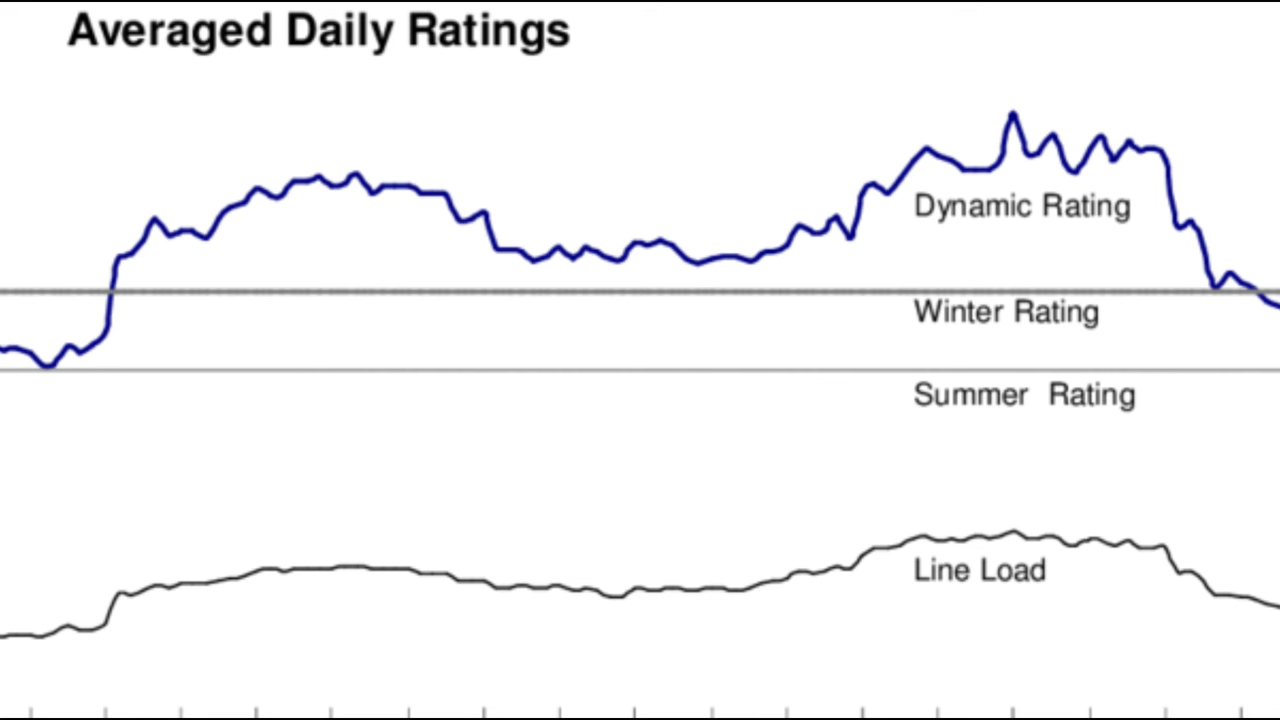 Averaged Daily Ratings
Dynamic Rating
Winter Rating
Summer Rating
Line Load